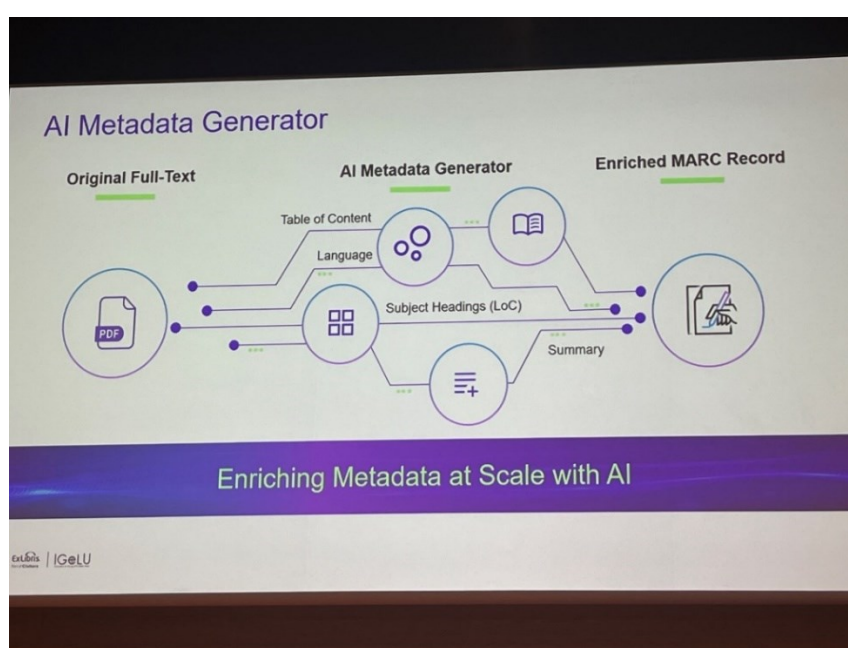 AI Metadata Generator
Original Full-Text
AI Metadata Generator
Enriched MARC Record
Table of Content
Language
PDF
Subject Headings (LoC)
Summary
Enriching Metadata at Scale with AI
ExLibris
IGeLU